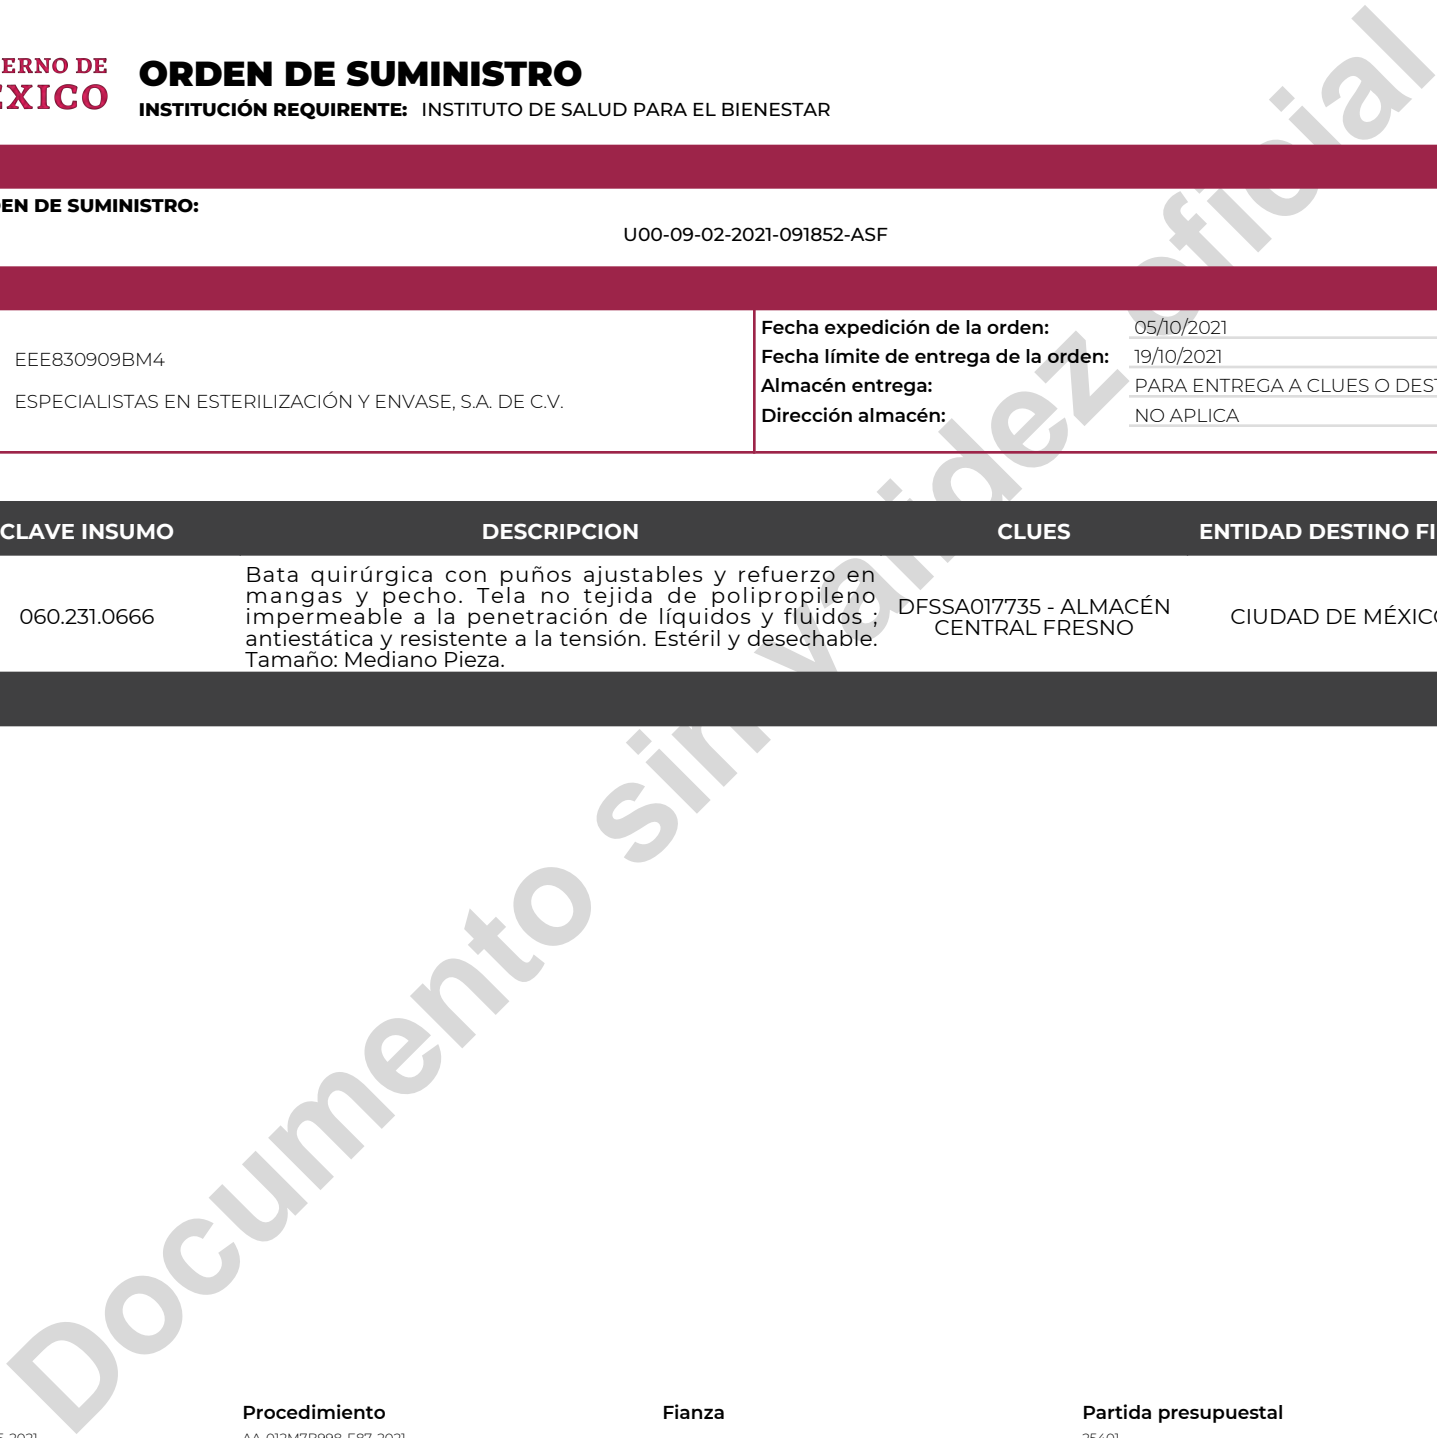 ERNO DE
EXICO
ORDEN DE SUMINISTRO
INSTITUCIÓN REQUIRENTE: INSTITUTO DE SALUD PARA EL BIENESTAR
EN DE SUMINISTRO:
U00-09-02-2021-091852-ASF
EEE830909BM4
ESPECIALISTAS EN ESTERILIZACIÓN Y ENVASE, S.A. DE C.V.
Fecha expedición de la orden: 05/10/2021
Fecha límite de entrega de la orden: 19/10/2021
Almacén entrega: PARA ENTREGA A CLUES O DEST
Dirección almacén: NO APLICA
CLAVE INSUMO DESCRIPCION CLUES ENTIDAD DESTINO FI
060.231.0666
Bata quirúrgica con puños ajustables y refuerzo en
mangas y pecho. Tela no tejida de polipropileno
impermeable a la penetración de líquidos y fluidos ;
antiestática y resistente a la tensión. Estéril y desechable.
Tamaño: Mediano Pieza.
DFSSA017735 - ALMACÉN
CENTRAL FRESNO
CIUDAD DE MÉXICO
Documento sin validez oficial
Procedimiento Fianza Partida presupuestal